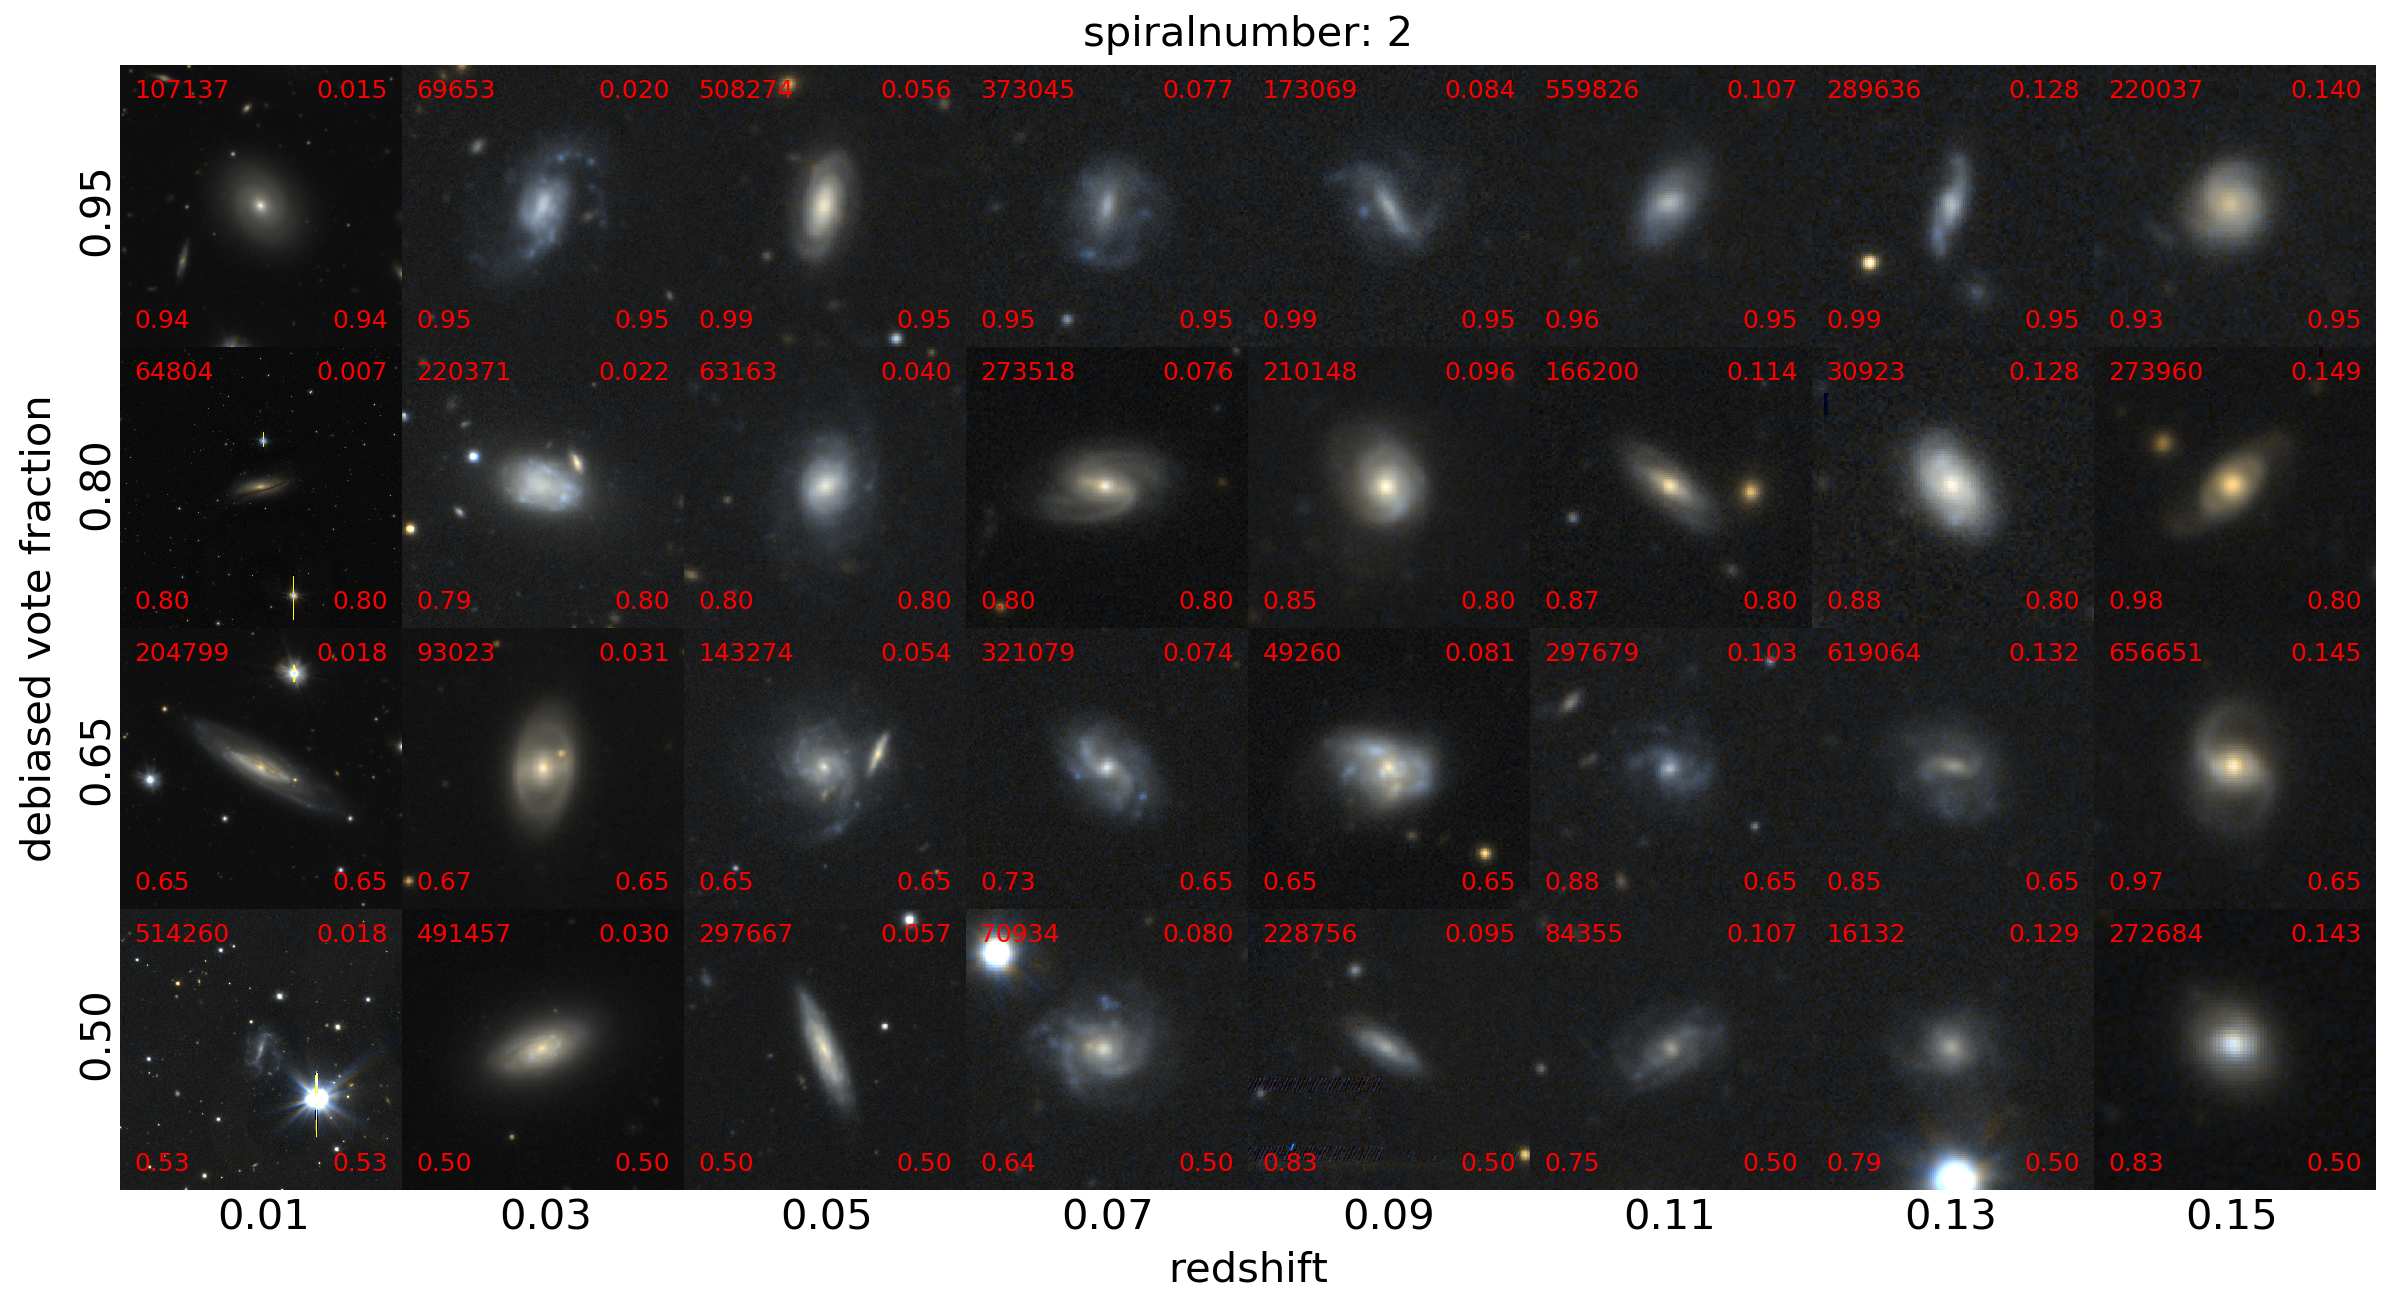 spiralnumber: 2
debiased vote fraction
0.95
107137 0.015 69653 0.020 508274 0.056 373045 0.077 173069 0.084 559826 0.107 289636 0.128 220037 0.140
0.94 0.94 0.95 0.95 0.99 0.95 0.95 0.95 0.99 0.95 0.96 0.95 0.99 0.95 0.93 0.95
0.80
64804 0.007 220371 0.022 63163 0.040 273518 0.076 210148 0.096 166200 0.114 30923 0.128 273960 0.149
0.80 0.80 0.79 0.80 0.80 0.80 0.80 0.80 0.85 0.80 0.87 0.80 0.88 0.80 0.98 0.80
0.65
204799 0.018 93023 0.031 143274 0.054 321079 0.074 49260 0.081 297679 0.103 619064 0.132 656651 0.145
0.65 0.65 0.67 0.65 0.65 0.65 0.73 0.65 0.65 0.65 0.88 0.65 0.85 0.65 0.97 0.65
0.50
514260 0.018 491457 0.030 297667 0.057 70934 0.080 228756 0.095 84355 0.107 16132 0.129 272684 0.143
0.53 0.53 0.50 0.50 0.50 0.50 0.64 0.50 0.83 0.50 0.75 0.50 0.79 0.50 0.83 0.50
0.01 0.03 0.05 0.07 0.09 0.11 0.13 0.15
redshift